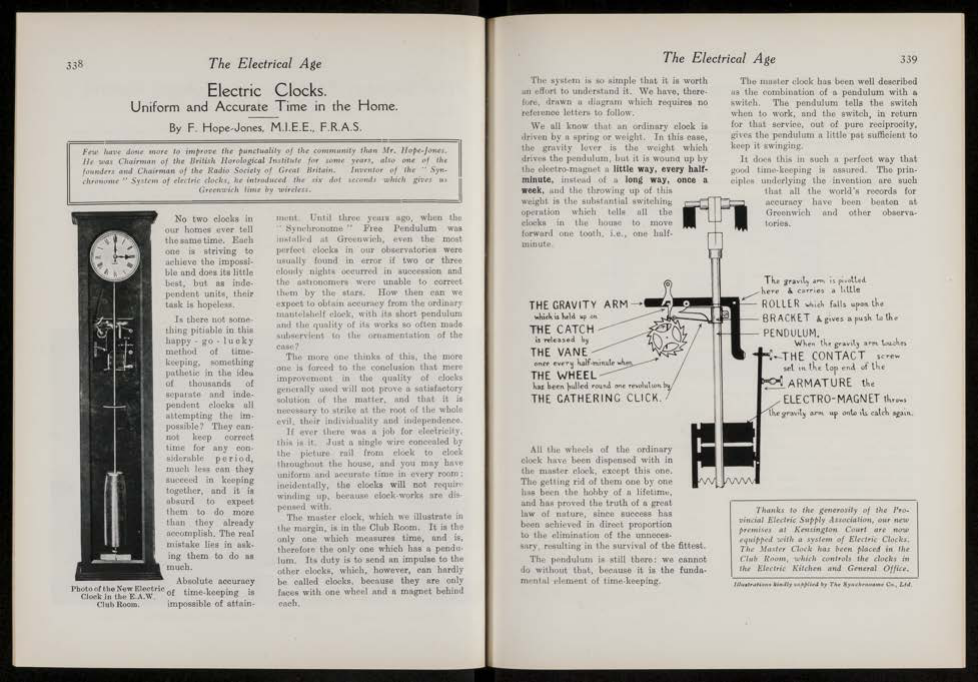 338
The Electrical Age
Electric Clocks.
Uniform and Accurate Time in the Home.
By F. Hope-Jones, M.I.E.E., F.R.A.S.
Few have done more to improve the punctuality of the community than Mr. Hope-Jones.
He was Chairman of the British Horological Institute for some years, also one of the
founders and Chairman of the Radio Society of Great Britain. Inventor of the "Syn-
chronome" System of electric clocks, he introduced the six dot seconds which gives us
Greenwich time by wireless.
No two clocks in
our homes ever tell
the same time. Each
one is striving to
achieve the impossi-
ble and does its little
best, but as inde-
pendent units, their
task is hopeless.
Is there not some-
thing pitiable in this
happy-go-lucky
method of time-
keeping, something
pathetic in the idea
of thousands of
separate and inde-
pendent clocks all
attempting the im-
possible? They can-
not keep correct
time for any con-
siderable period,
much less can they
succeed in keeping
together, and it is
absurd to expect
them to do more
than they already
accomplish. The real
mistake lies in ask-
ing them to do as
much.
Absolute accuracy
of time-keeping is
impossible of attain-
Photo of the New Electric
Clock in the E.A.W.
Club Room.
ment. Until three years ago, when the
"Synchronome" Free Pendulum was
installed at Greenwich, even the most
perfect clocks in our observatories were
usually found in error if two or three
cloudy nights occurred in succession and
the astronomers were unable to correct
them by the stars. How then can we
expect to obtain accuracy from the ordinary
mantelshelf clock, with its short pendulum
and the quality of its works so often made
subservient to the ornamentation of the
case?
The more one thinks of this, the more
one is forced to the conclusion that mere
improvement in the quality of clocks
generally used will not prove a satisfactory
solution of the matter, and that it is
necessary to strike at the root of the whole
evil, their individuality and independence.
If ever there was a job for electricity,
this is it. Just a single wire concealed by
the picture rail from clock to clock
throughout the house, and you may have
uniform and accurate time in every room;
incidentally, the clocks will not require
winding up, because clock-works are dis-
pensed with.
The master clock, which we illustrate in
the margin, is in the Club Room. It is the
only one which measures time, and is,
therefore the only one which has a pendu-
lum. Its duty is to send an impulse to the
other clocks, which, however, can hardly
be called clocks, because they are only
faces with one wheel and a magnet behind
each.
The Electrical Age
339
The system is so simple that it is worth
an effort to understand it. We have, there-
fore, drawn a diagram which requires no
reference letters to follow.
We all know that an ordinary clock is
driven by a spring or weight. In this case,
the gravity lever is the weight which
drives the pendulum, but it is wound up by
the electro-magnet a little way, every half-
minute, instead of a long way, once a
week, and the throwing up of this
weight is the substantial switching
operation which tells all the
clocks in the house to move
forward one tooth, i.e., one half-
minute.
The master clock has been well described
as the combination of a pendulum with a
switch. The pendulum tells the switch
when to work, and the switch, in return
for that service, out of pure reciprocity,
gives the pendulum a little pat sufficient to
keep it swinging.
It does this in such a perfect way that
good time-keeping is assured. The prin-
ciples underlying the invention are such
that all the world's records for
accuracy have been beaten at
Greenwich and other observa-
tories.
THE GRAVITY ARM
which is held up on
THE CATCH
is released by
THE VANE
once every half-minute when
THE WHEEL
has been pulled round one revolution by
THE GATHERING CLICK.
The gravity arm is pivotted
here & carries a little
ROLLER which falls upon the
BRACKET & gives a push to the
PENDULUM,
When the gravity arm touches
THE CONTACT screw
set in the top end of the
ARMATURE the
ELECTRO-MAGNET throws
the gravity arm up onto its catch again.
All the wheels of the ordinary
clock have been dispensed with in
the master clock, except this one.
The getting rid of them one by one
has been the hobby of a lifetime,
and has proved the truth of a great
law of nature, since success has
been achieved in direct proportion
to the elimination of the unneces-
sary, resulting in the survival of the fittest.
The pendulum is still there; we cannot
do without that, because it is the funda-
mental element of time-keeping.
Thanks to the generosity of the Pro-
vincial Electric Supply Association, our new
premises at Kensington Court are now
equipped with a system of Electric Clocks.
The Master Clock has been placed in the
Club Room, which controls the clocks in
the Electric Kitchen and General Office.
Illustrations kindly supplied by The Synchronome Co., Ltd.